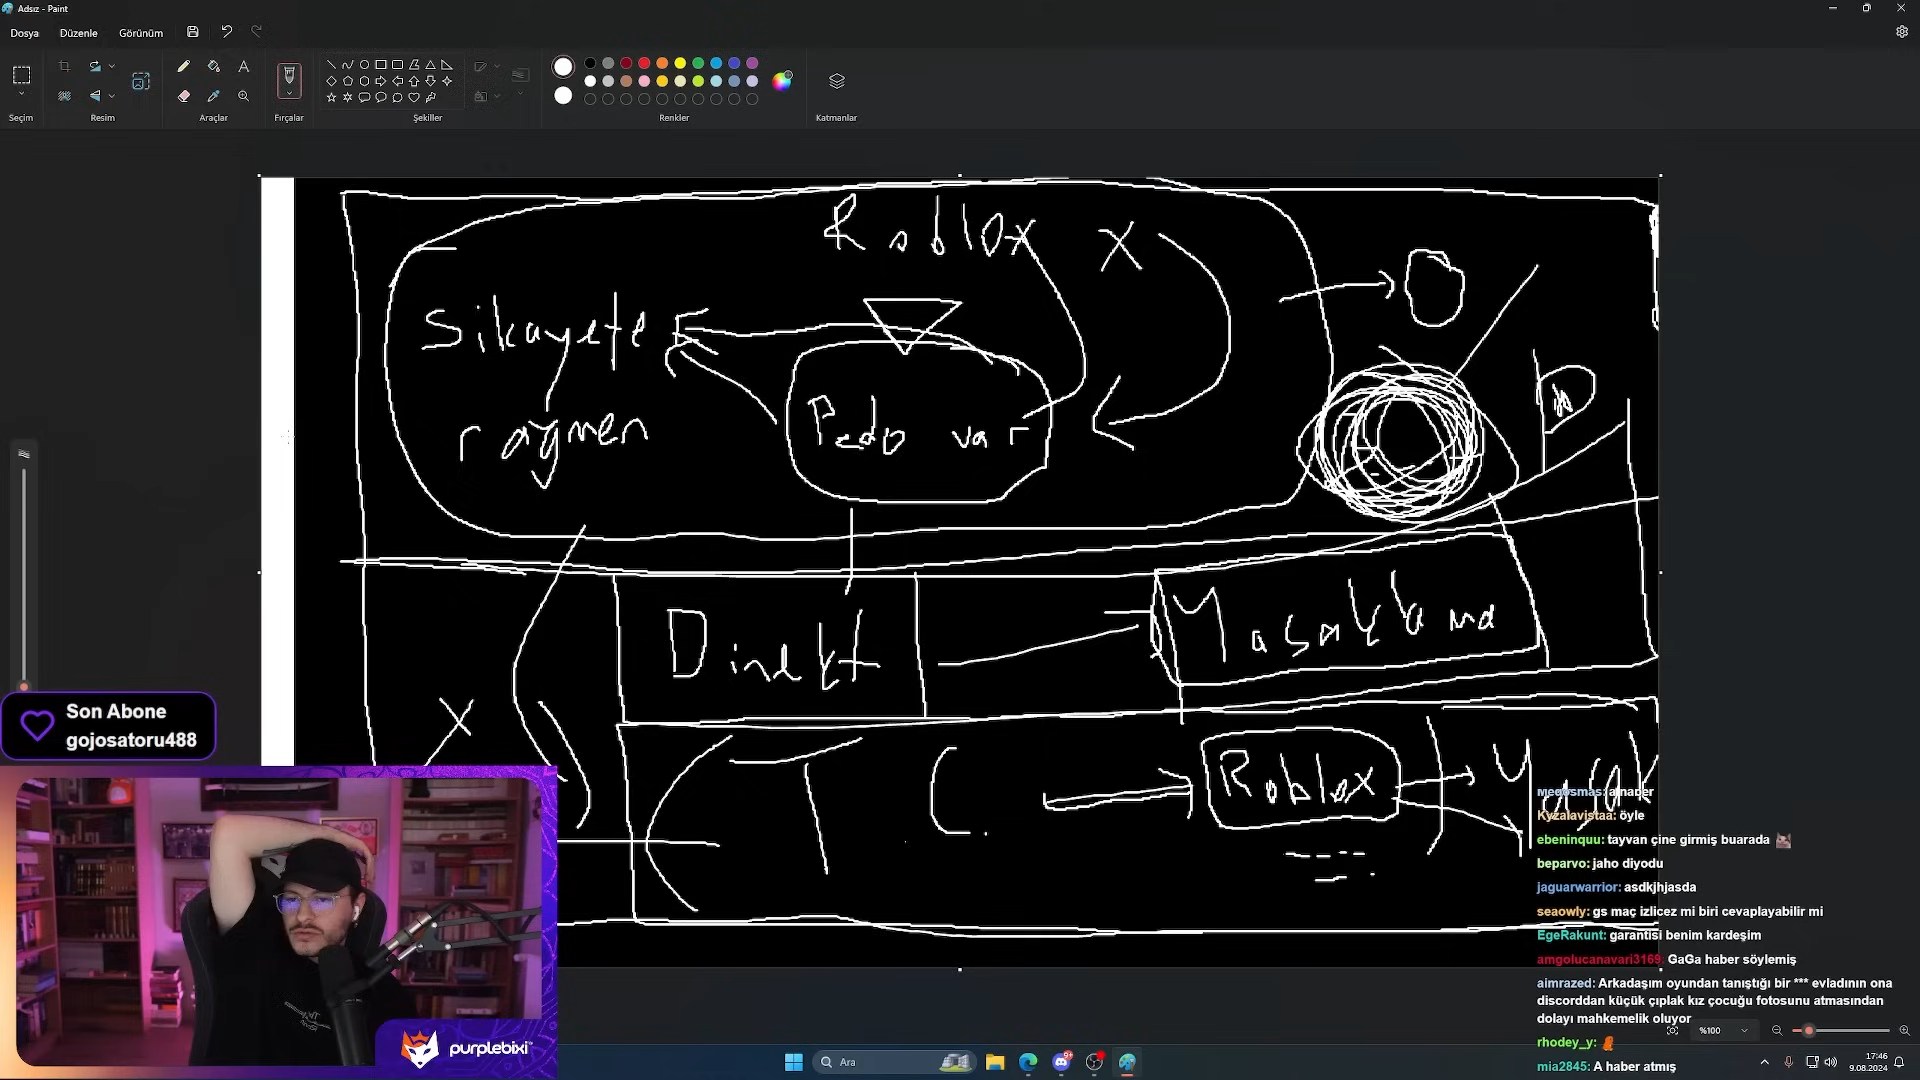 Adsız - Paint
Dosya
Düzenle
Görünüm
Seçim
Resim
Araçlar
Fırçalar
Şekiller
Renkler
Katmanlar
Roblox X
Sikayete
ragmen
Pedo var
Direkt
Yasaklama
X
T C.
Roblox
Yasak
Son Abone
gojosatoru488
purplebixi
amaber
Kyzalavistaa: öyle
ebeninquu: tayvan çine girmiş buarada
beparvo: jaho diyodu
jaguarwarrior: asdkjhjasda
seaowly: gs maç izlicez mi biri cevaplayabilir mi
EgeRakunt: garantisi benim kardeşim
amgolucanavari3169: GaGa haber söylemiş
aimrazed: Arkadaşım oyundan tanıştığı bir *** evladının ona
discorddan küçük çıplak kız çocuğu fotosunu atmasından
dolayı mahkemelik oluyor
rhodey_y:
mia2845: A haber atmış
%100
Ara
17:46
9.08.2024